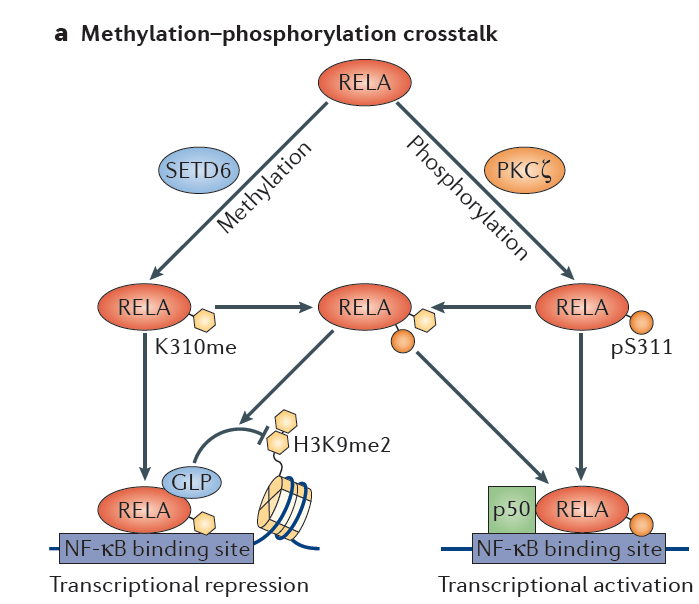 a Methylation–phosphorylation crosstalk
RELA
SETD6
Methylation
Phosphorylation
PKCζ
RELA
K310me
RELA
RELA
pS311
H3K9me2
GLP
RELA
NF-κB binding site
Transcriptional repression
p50
RELA
NF-κB binding site
Transcriptional activation